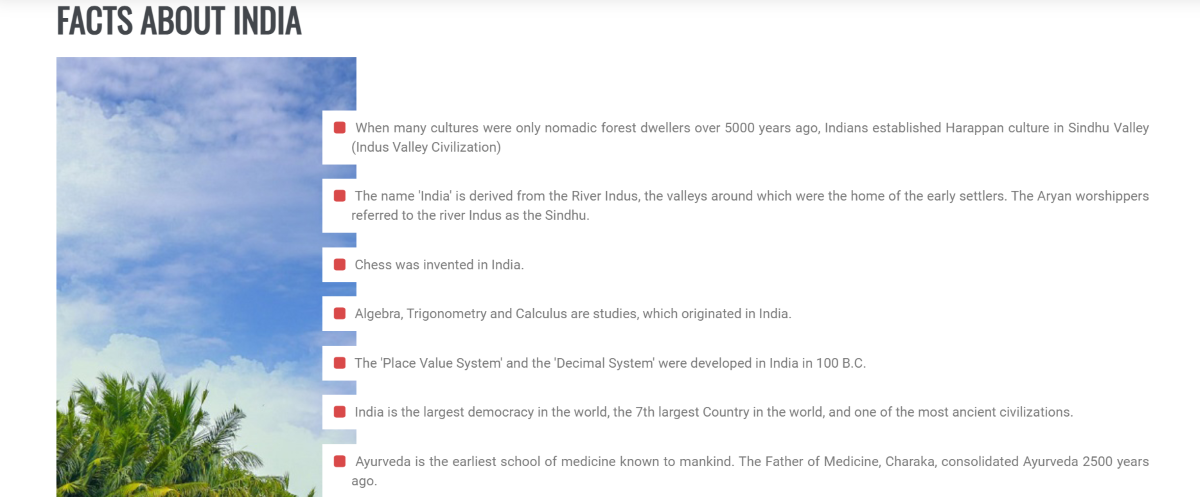 FACTS ABOUT INDIA
When many cultures were only nomadic forest dwellers over 5000 years ago, Indians established Harappan culture in Sindhu Valley
(Indus Valley Civilization)
The name 'India' is derived from the River Indus, the valleys around which were the home of the early settlers. The Aryan worshippers
referred to the river Indus as the Sindhu.
Chess was invented in India.
Algebra, Trigonometry and Calculus are studies, which originated in India.
The 'Place Value System' and the 'Decimal System' were developed in India in 100 B.C.
India is the largest democracy in the world, the 7th largest Country in the world, and one of the most ancient civilizations.
Ayurveda is the earliest school of medicine known to mankind. The Father of Medicine, Charaka, consolidated Ayurveda 2500 years
ago.